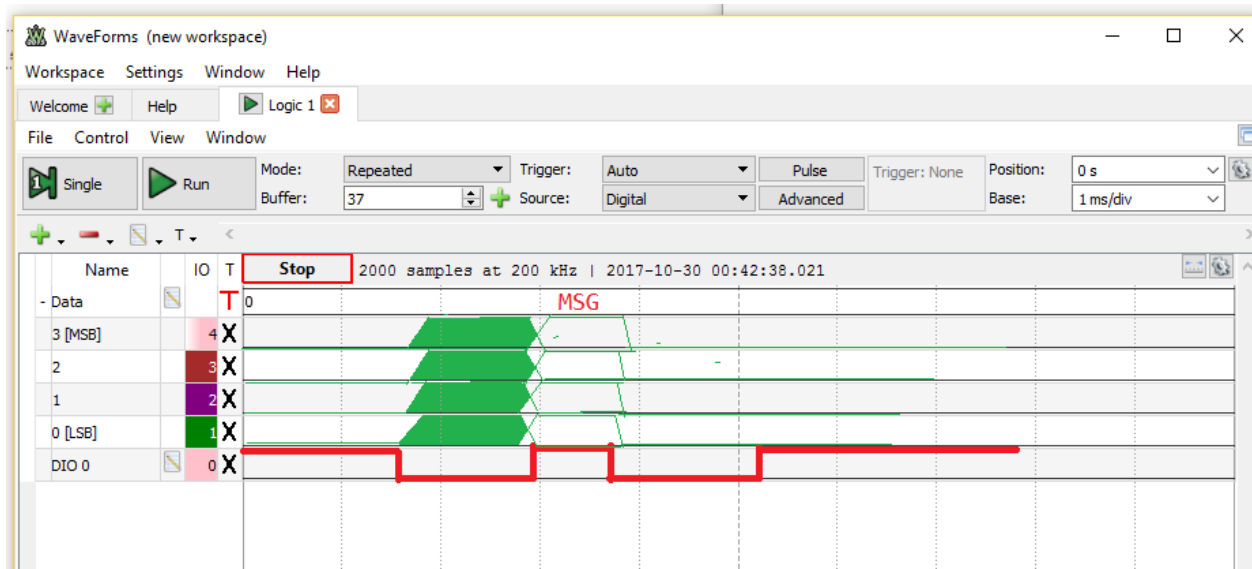 WaveForms (new workspace)
Workspace Settings Window Help
Welcome Help Logic 1
File Control View Window
1 Single Run Mode: Repeated Trigger: Auto Pulse Trigger: None Position: 0 s
Buffer: 37 Source: Digital Advanced Base: 1 ms/div
T
Name IO T Stop 2000 samples at 200 kHz | 2017-10-30 00:42:38.021
- Data T 0 MSG
3 [MSB] 4 X
2 3 X
1 2 X
0 [LSB] 1 X
DIO 0 0 X